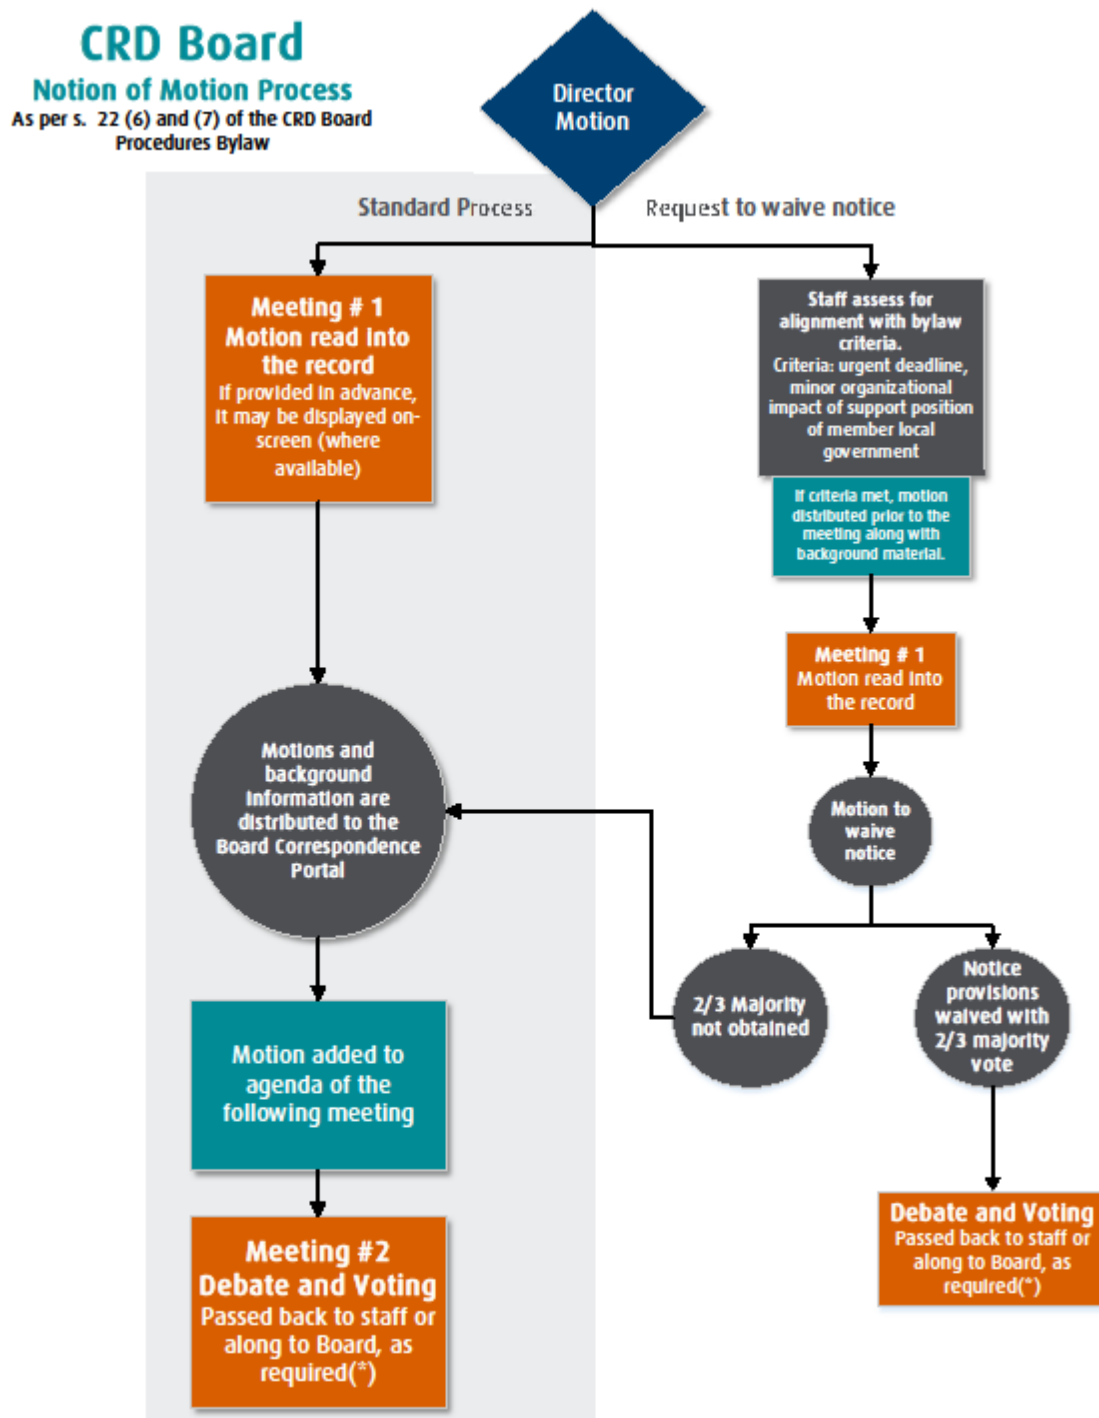 CRD Board
Notion of Motion Process
As per s. 22 (6) and (7) of the CRD Board
Procedures Bylaw
Director
Motion
Standard Process
Request to waive notice
Meeting # 1
Motion read into
the record
If provided in advance,
it may be displayed on-
screen (where
available)
Staff assess for
alignment with bylaw
criteria.
Criteria: urgent deadline,
minor organizational
impact of support position
of member local
government
If criteria met, motion
distributed prior to the
meeting along with
background material.
Meeting # 1
Motion read into
the record
Motions and
background
information are
distributed to the
Board Correspondence
Portal
Motion to
waive
notice
2/3 Majority
not obtained
Notice
provisions
waived with
2/3 majority
vote
Motion added to
agenda of the
following meeting
Debate and Voting
Passed back to staff or
along to Board, as
required(*)
Meeting #2
Debate and Voting
Passed back to staff or
along to Board, as
required(*)